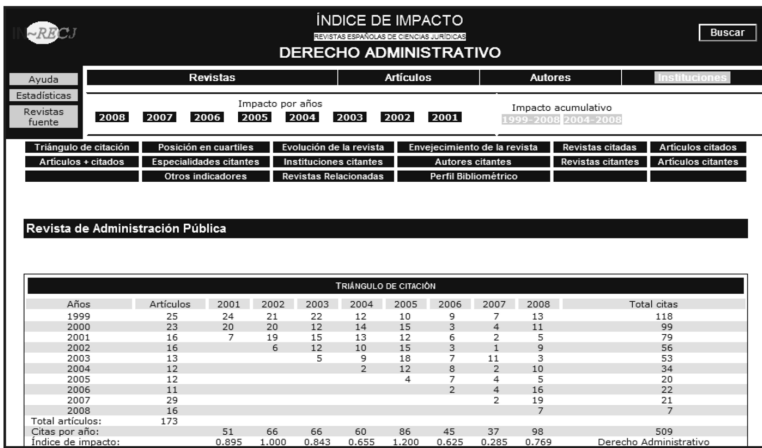 IN~RECJ
ÍNDICE DE IMPACTO
REVISTAS ESPAÑOLAS DE CIENCIAS JURÍDICAS
DERECHO ADMINISTRATIVO
Buscar
Ayuda
Estadísticas
Revistas fuente
Revistas Artículos Autores Instituciones
Impacto por años
2008 2007 2006 2005 2004 2003 2002 2001
Impacto acumulativo
1999-2008 2004-2008
Triángulo de citación Posición en cuartiles Evolución de la revista Envejecimiento de la revista Revistas citadas Artículos citados
Artículos + citados Especialidades citantes Instituciones citantes Autores citantes Revistas citantes Artículos citantes
Otros indicadores Revistas Relacionadas Perfil Bibliométrico
Revista de Administración Pública
TRIÁNGULO DE CITACIÓN
Años Artículos 2001 2002 2003 2004 2005 2006 2007 2008 Total citas
1999 25 24 21 22 12 10 9 7 13 118
2000 23 20 20 12 14 15 3 4 11 99
2001 16 7 19 15 13 12 6 2 5 79
2002 16 6 12 10 15 3 1 9 56
2003 13 5 9 18 7 11 3 53
2004 12 2 12 8 2 10 34
2005 12 4 7 4 5 20
2006 11 2 4 16 22
2007 29 2 19 21
2008 16 7 7
Total artículos: 173
Citas por año: 51 66 66 60 86 45 37 98 509
Índice de impacto: 0.895 1.000 0.843 0.655 1.200 0.625 0.285 0.769 Derecho Administrativo